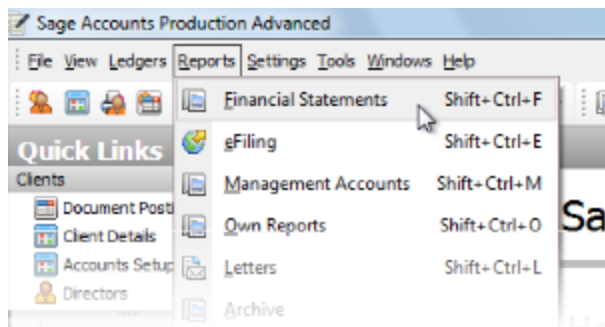 Sage Accounts Production Advanced
File View Ledgers Reports Settings Tools Windows Help
Financial Statements Shift+Ctrl+F
Quick Links
eFiling Shift+Ctrl+E
Clients
Management Accounts Shift+Ctrl+M
Document Posti
Own Reports Shift+Ctrl+O
Sa
Client Details
Accounts Setup
Letters Shift+Ctrl+L
Directors
Archive